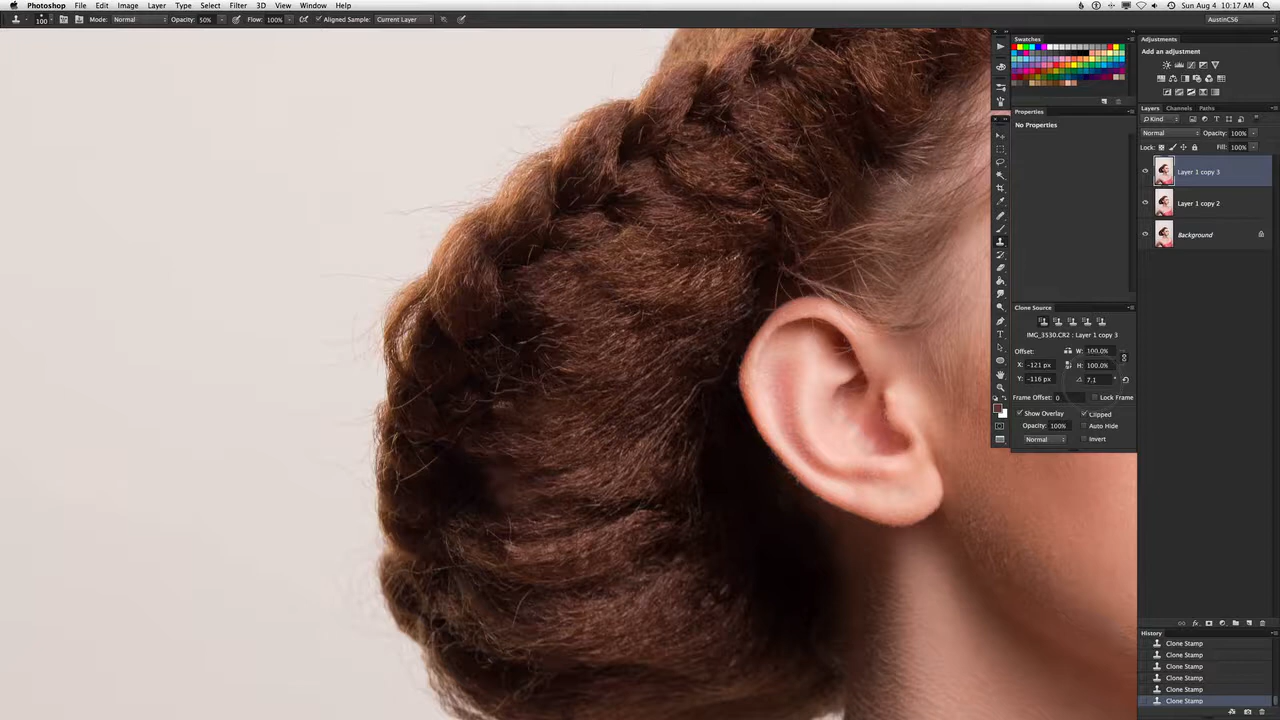 Photoshop File Edit Image Layer Type Select Filter 3D View Window Help Sun Aug 4 10:17 AM
100 Mode: Normal Opacity: 50% Flow: 100% Aligned Sample: Current Layer AustinCS6
Swatches
Properties
No Properties
Clone Source
IMG_3530.CR2 : Layer 1 copy 3
Offset: W: 100.0%
X: -121 px H: 100.0%
Y: -116 px 7.1 °
Frame Offset: 0 Lock Frame
Show Overlay Clipped
Opacity: 100% Auto Hide
Normal Invert
Adjustments
Add an adjustment
Layers Channels Paths
Kind
Normal Opacity: 100%
Lock: Fill: 100%
Layer 1 copy 3
Layer 1 copy 2
Background
History
Clone Stamp
Clone Stamp
Clone Stamp
Clone Stamp
Clone Stamp
Clone Stamp